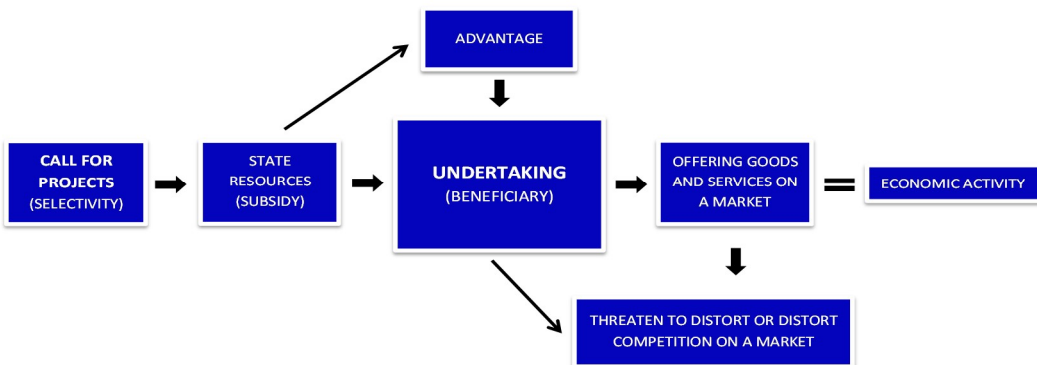 ADVANTAGE
CALL FOR
PROJECTS
(SELECTIVITY)
STATE
RESOURCES
(SUBSIDY)
UNDERTAKING
(BENEFICIARY)
OFFERING GOODS
AND SERVICES ON
A MARKET
ECONOMIC ACTIVITY
THREATEN TO DISTORT OR DISTORT
COMPETITION ON A MARKET